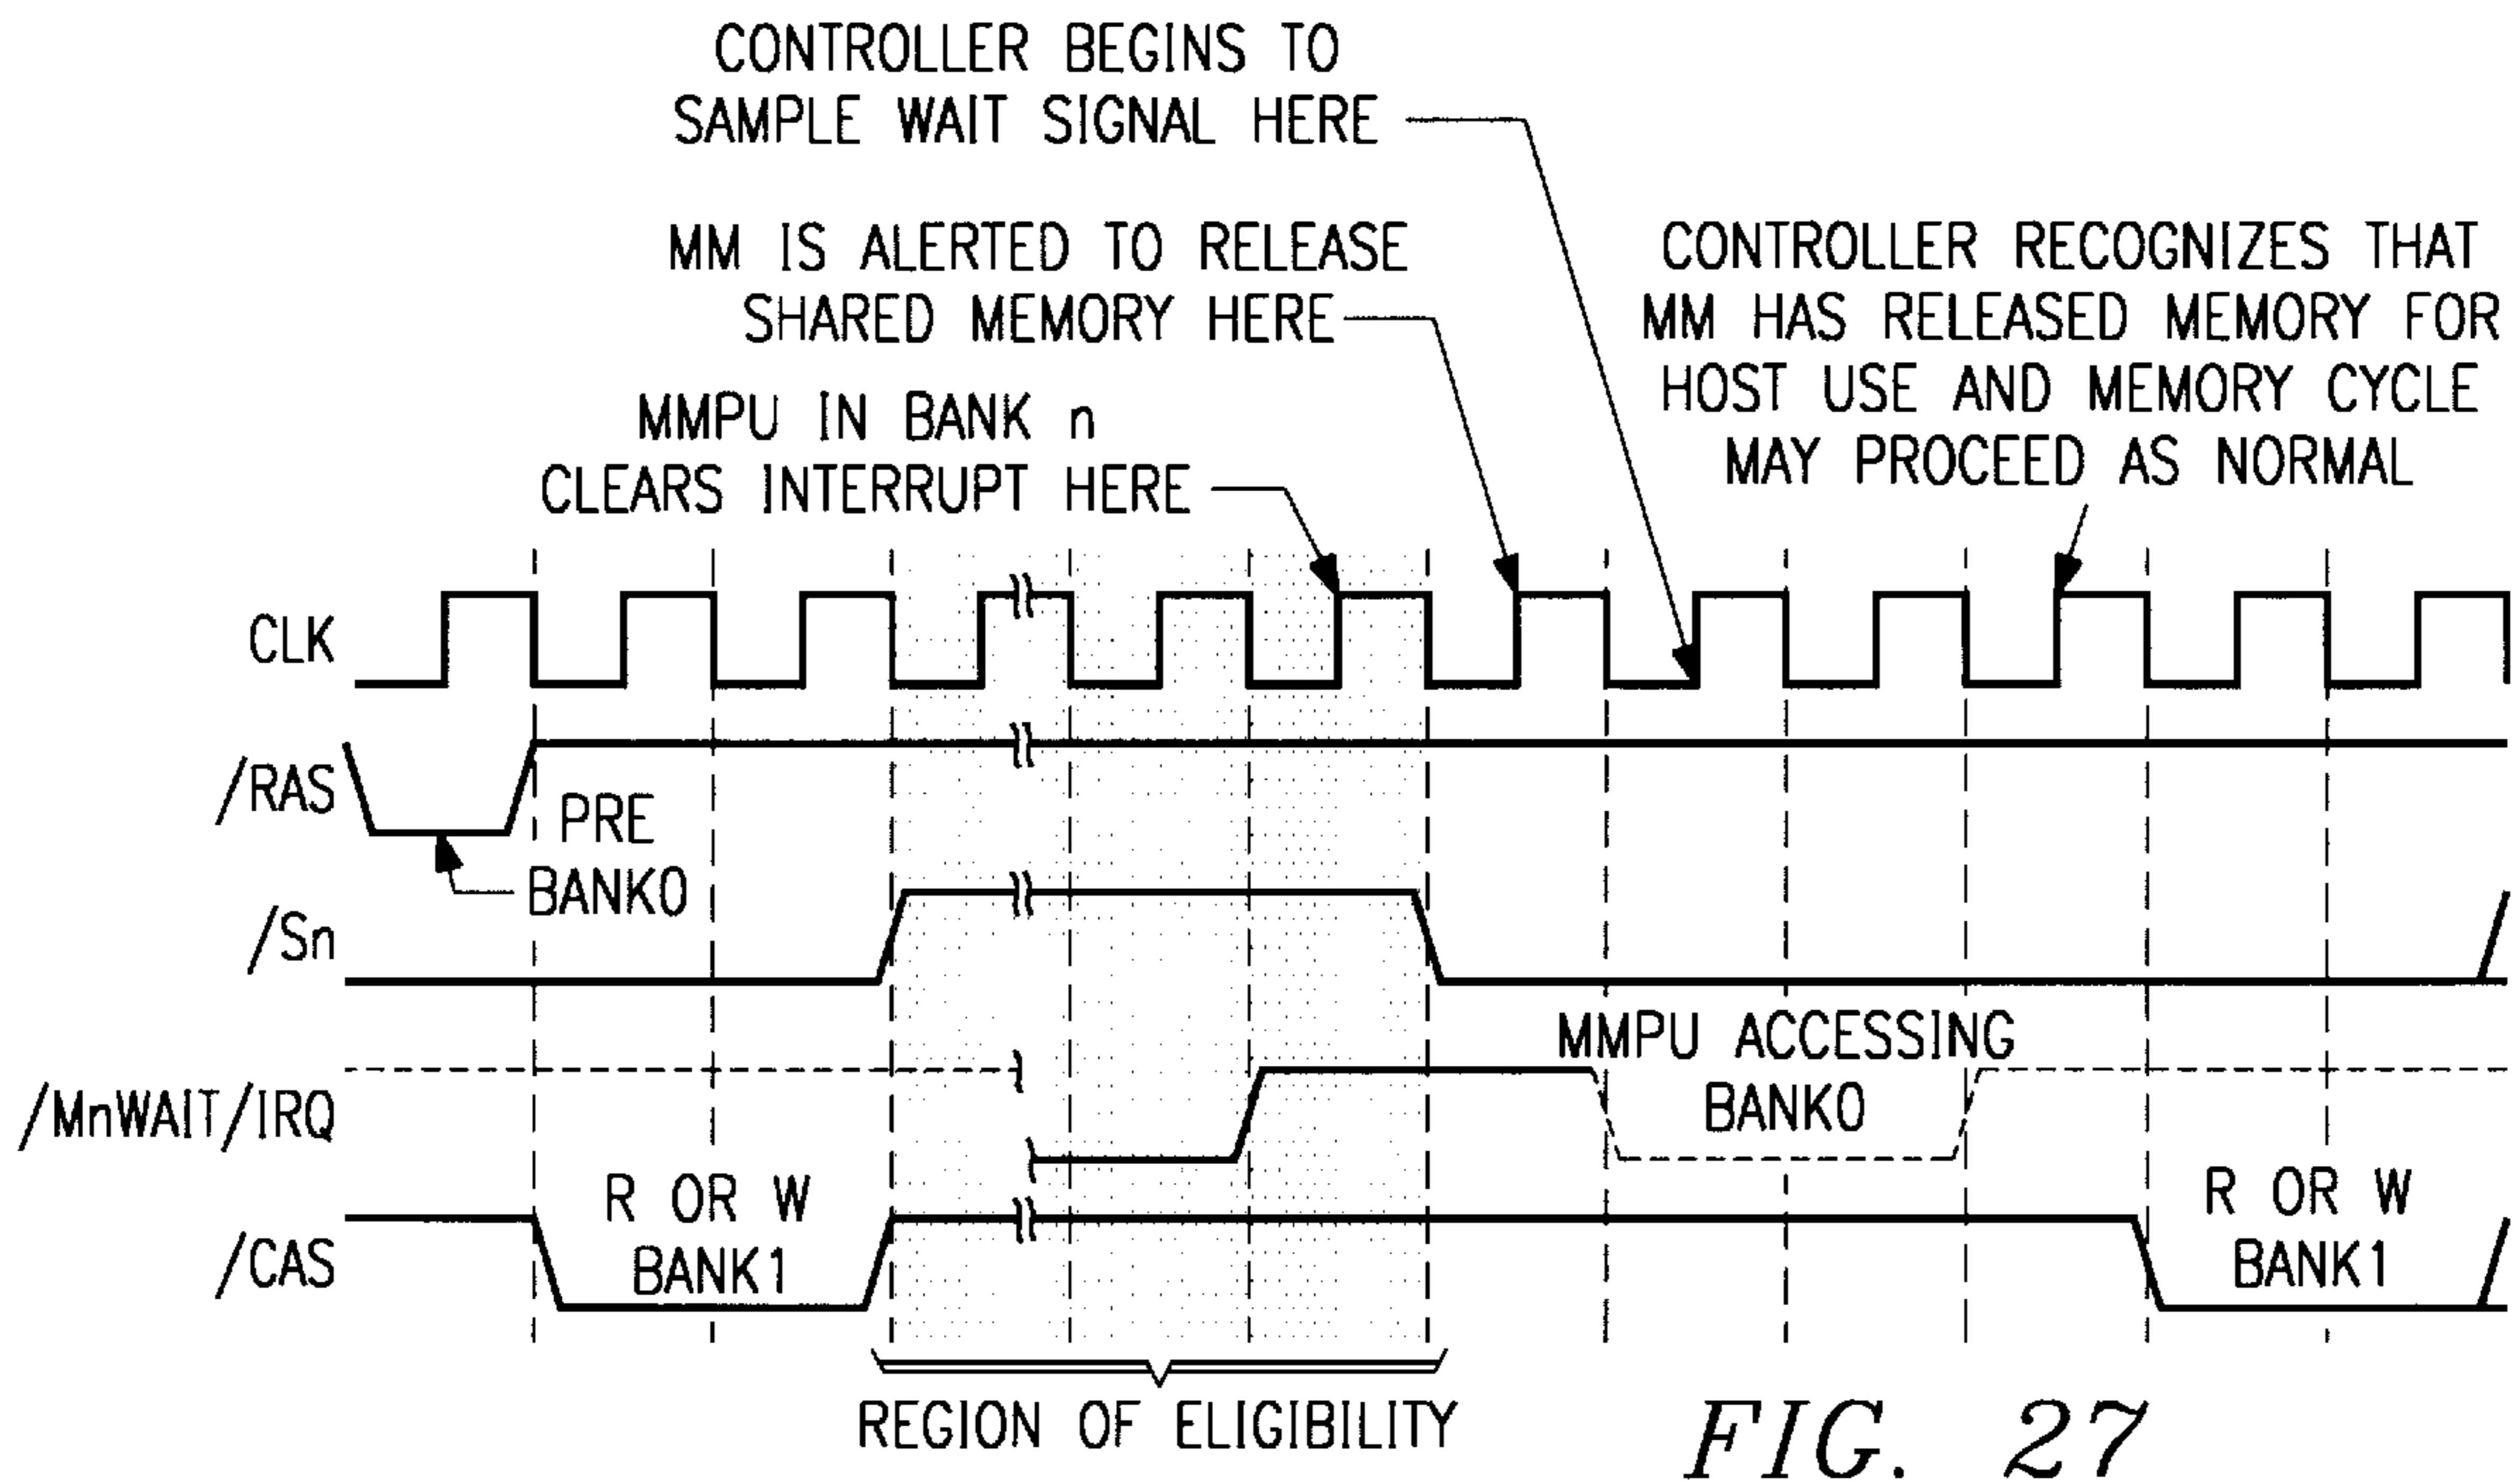 CONTROLLER BEGINS TO
SAMPLE WAIT SIGNAL HERE
MM IS ALERTED TO RELEASE
SHARED MEMORY HERE
CONTROLLER RECOGNIZES THAT
MM HAS RELEASED MEMORY FOR
HOST USE AND MEMORY CYCLE
MAY PROCEED AS NORMAL
MMPU IN BANK n
CLEARS INTERRUPT HERE
CLK
/RAS
PRE
BANK0
/Sn
/MnWAIT/IRQ
MMPU ACCESSING
BANK0
/CAS
R OR W
BANK1
R OR W
BANK1
REGION OF ELIGIBILITY
FIG. 27